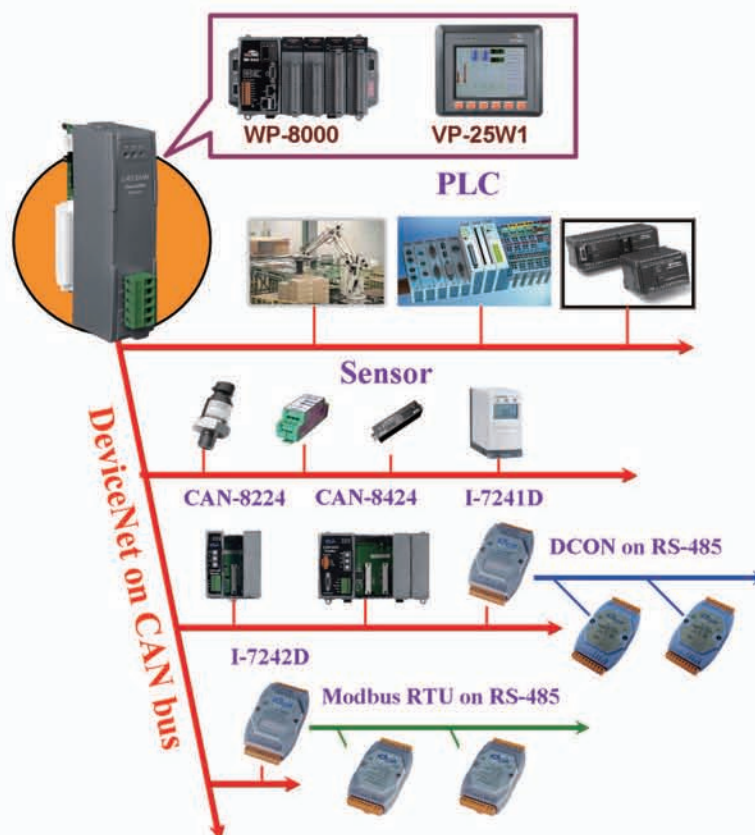 WP-8000
VP-25W1
PLC
Sensor
DeviceNet on CAN bus
CAN-8224
CAN-8424
I-7241D
DCON on RS-485
I-7242D
Modbus RTU on RS-485